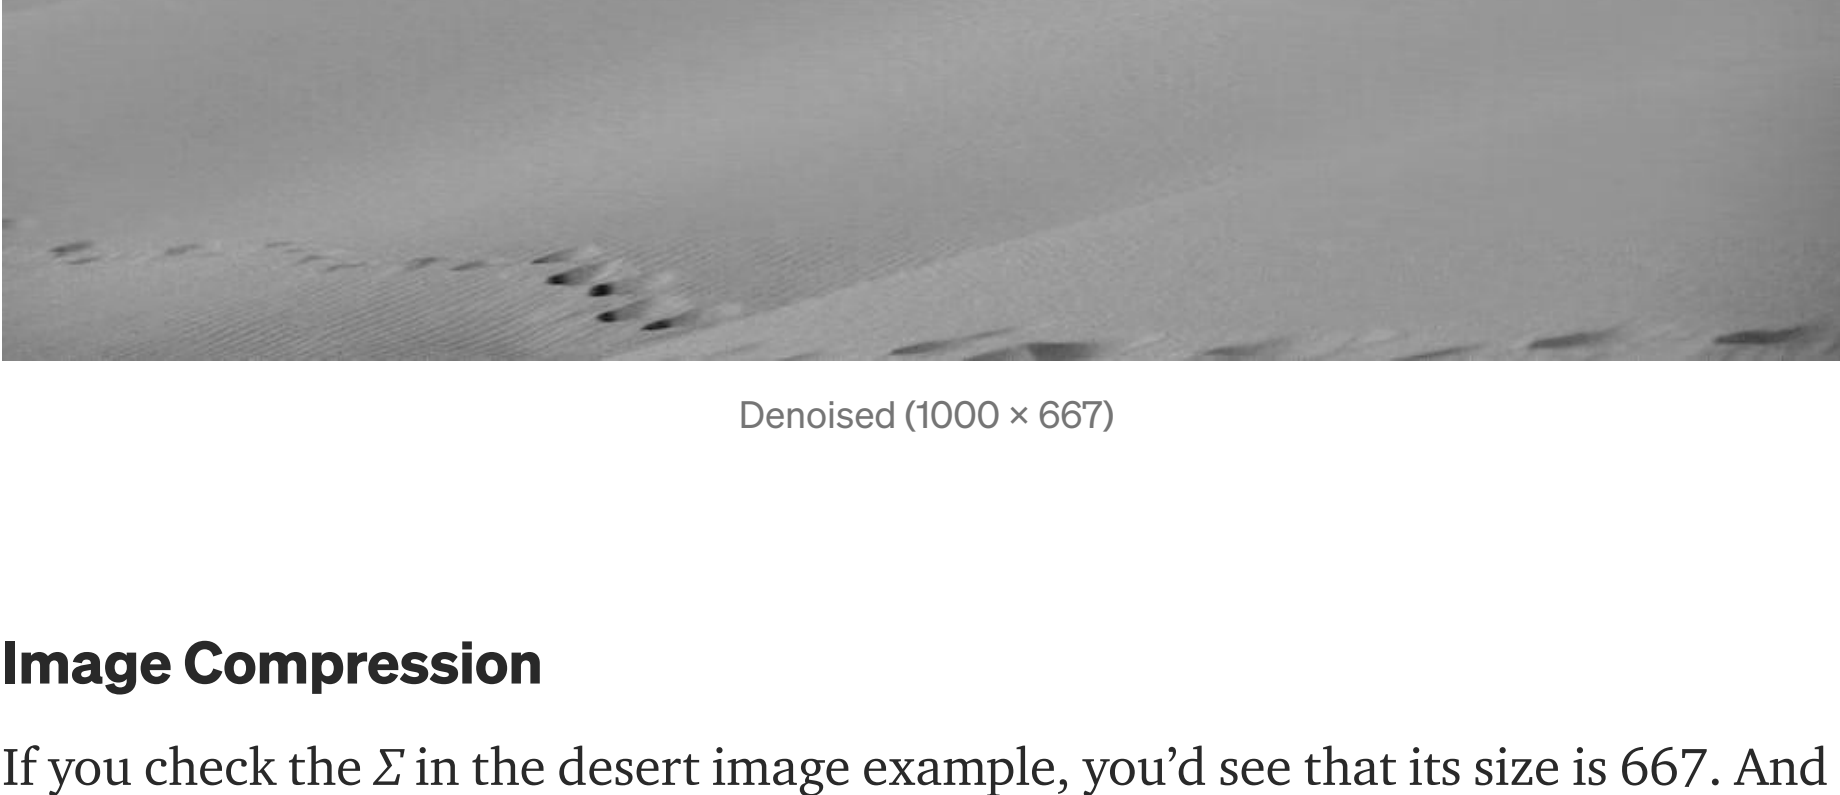 Denoised (1000 × 667)
Image Compression
If you check the Σ in the desert image example, you’d see that its size is 667. And